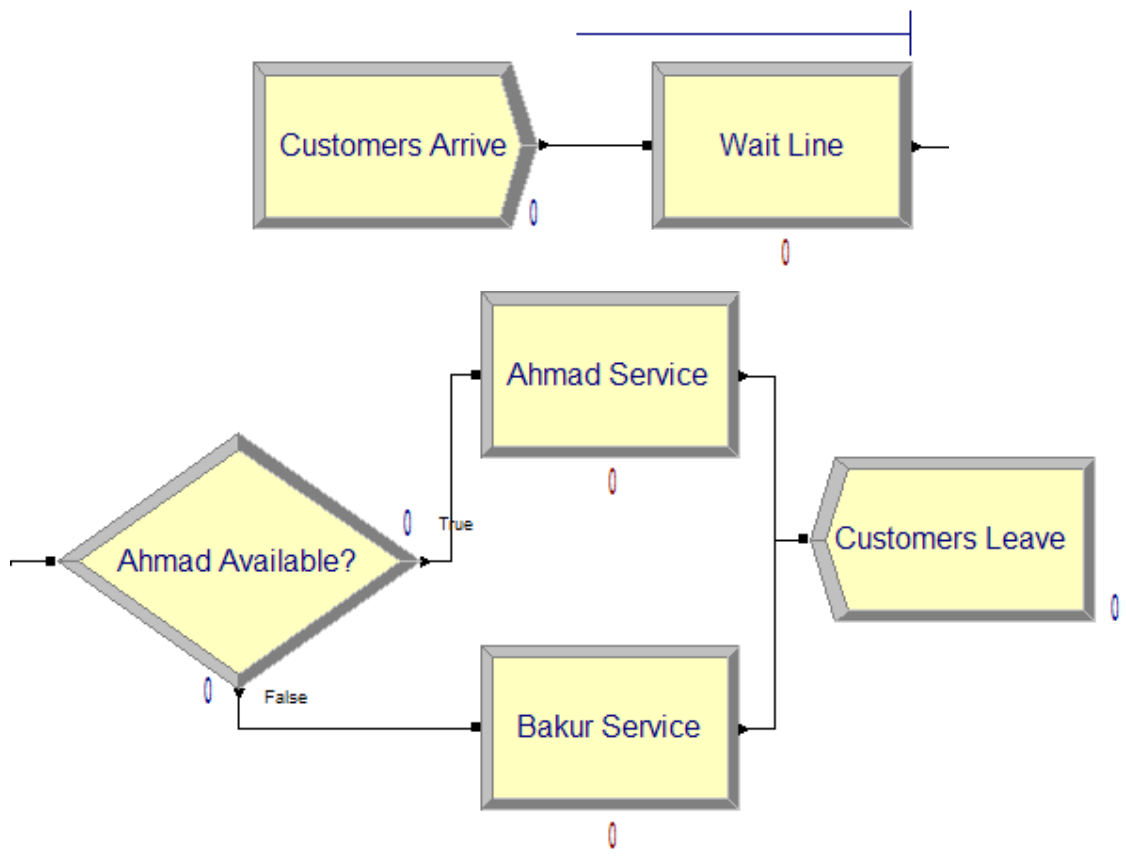 Customers Arrive
0
Wait Line
0
Ahmad Service
0
Ahmad Available?
0
True
0
False
Customers Leave
0
Bakur Service
0